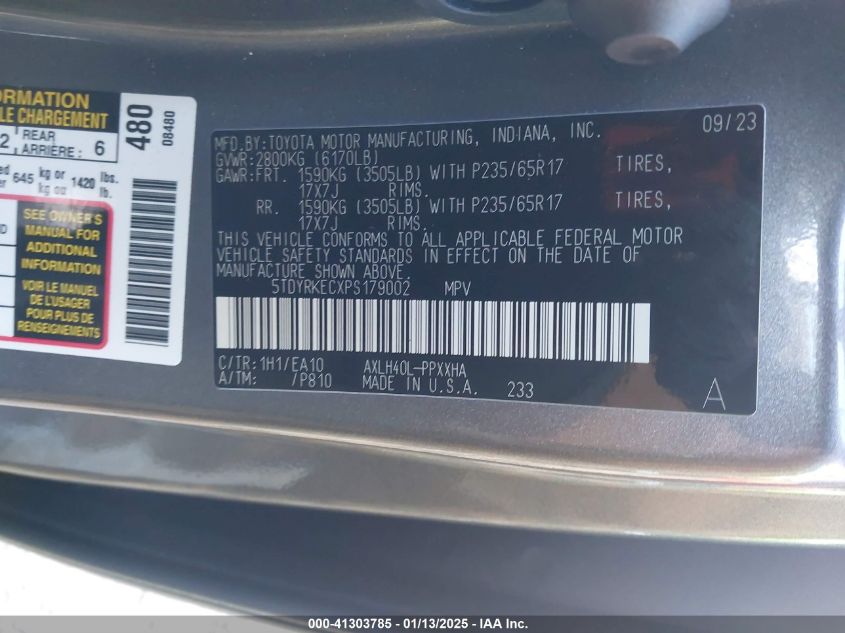 ORMATION
LE CHARGEMENT
2 REAR ARRIÈRE: 6
645 kg or 1420 lbs.
kg ou lb.
480
08480
SEE OWNER'S
MANUAL FOR
ADDITIONAL
INFORMATION
VOIR LE MANUEL
DE L'USAGER
POUR PLUS DE
RENSEIGNEMENTS
MFD.BY:TOYOTA MOTOR MANUFACTURING, INDIANA, INC. 09/23
GVWR:2800KG (6170LB)
GAWR:FRT. 1590KG (3505LB) WITH P235/65R17 TIRES,
17X7J RIMS.
RR. 1590KG (3505LB) WITH P235/65R17 TIRES,
17X7J RIMS.
THIS VEHICLE CONFORMS TO ALL APPLICABLE FEDERAL MOTOR
VEHICLE SAFETY STANDARDS IN EFFECT ON THE DATE OF
MANUFACTURE SHOWN ABOVE.
5TDYRKECXPS179002 MPV
C/TR:1H1/EA10 AXLH40L-PPXXHA
A/TM: /P810 MADE IN U.S.A. 233
A
000-41303785 - 01/13/2025 - IAA Inc.